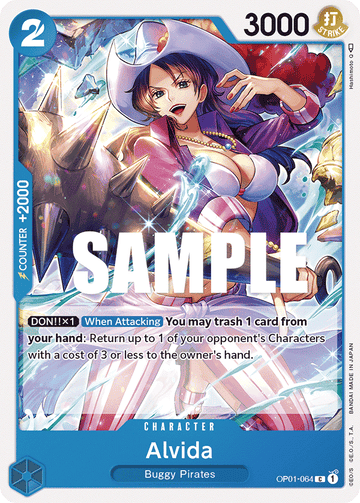 2
3000
打
STRIKE
Hashimoto Q
COUNTER +2000
SAMPLE
DON!!×1 When Attacking You may trash 1 card from
your hand: Return up to 1 of your opponent's Characters
with a cost of 3 or less to the owner's hand.
©E.O./S. ©E.O./S., T.A. BANDAI MADE IN JAPAN
CHARACTER
Alvida
Buggy Pirates
OP01-064 C 1